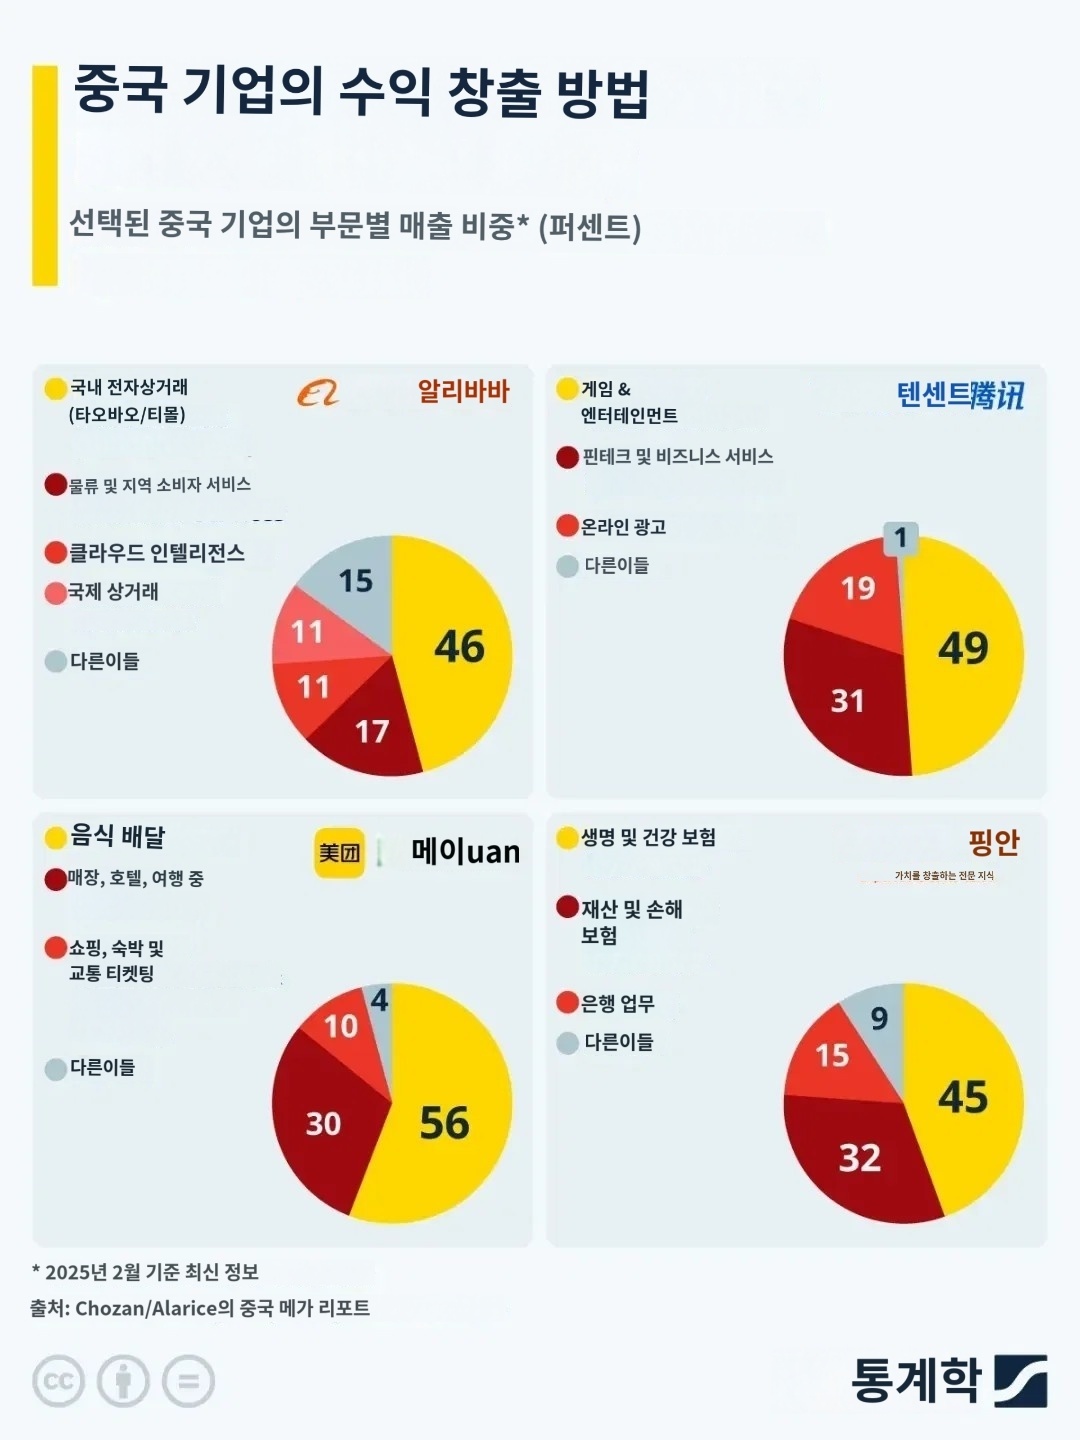 중국 기업의 수익 창출 방법
선택된 중국 기업의 부문별 매출 비중* (퍼센트)
국내 전자상거래
(타오바오/티몰)
알리바바
물류 및 지역 소비자 서비스
클라우드 인텔리전스
국제 상거래
다른이들
15
46
11
11
17
게임 &
엔터테인먼트
텐센트腾讯
핀테크 및 비즈니스 서비스
온라인 광고
다른이들
1
19
49
31
음식 배달
美团
메이uan
매장, 호텔, 여행 중
쇼핑, 숙박 및
교통 티켓팅
다른이들
4
10
30
56
생명 및 건강 보험
핑안
가치를 창출하는 전문 지식
재산 및 손해
보험
은행 업무
다른이들
9
15
45
32
* 2025년 2월 기준 최신 정보
출처: Chozan/Alarice의 중국 메가 리포트
cc
통계학